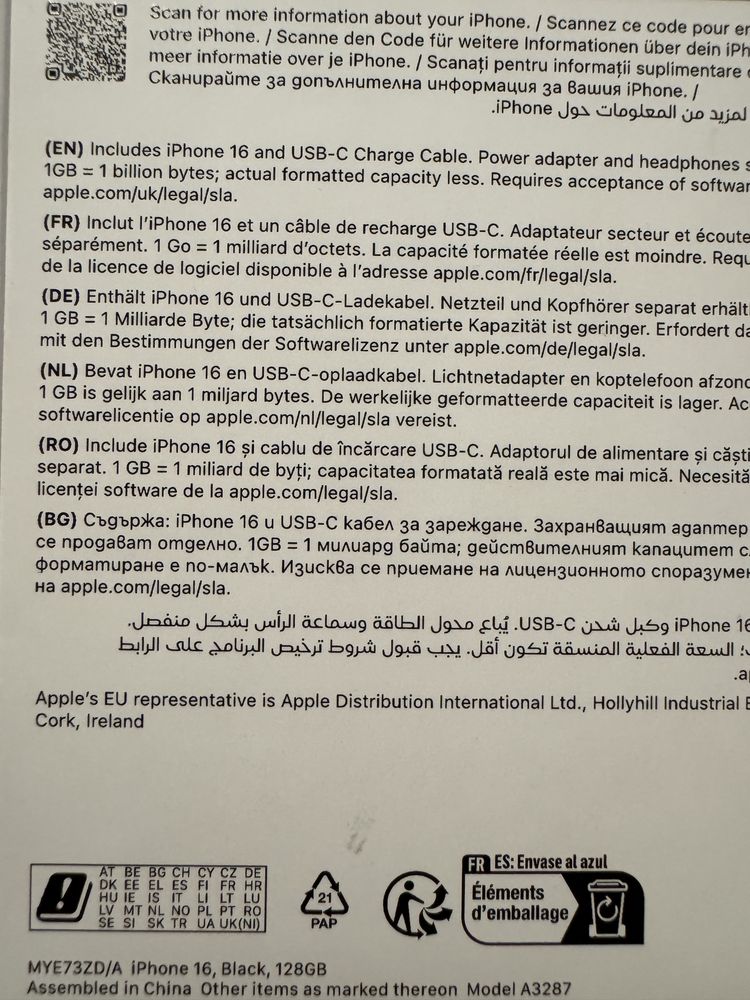 Scan for more information about your iPhone. / Scannez ce code pour
votre iPhone. / Scanne den Code für weitere Informationen über dein
meer informatie over je iPhone. / Scanați pentru informații suplimentare
Сканирайте за допълнителна информация за вашия iPhone. /
لمزيد من المعلومات حول iPhone.
(EN) Includes iPhone 16 and USB-C Charge Cable. Power adapter and headphones
1GB = 1 billion bytes; actual formatted capacity less. Requires acceptance of
apple.com/uk/legal/sla.
(FR) Inclut l'iPhone 16 et un câble de recharge USB-C. Adaptateur secteur et
séparément. 1 Go = 1 milliard d'octets. La capacité formatée réelle est moindre.
de la licence de logiciel disponible à l'adresse apple.com/fr/legal/sla.
(DE) Enthält iPhone 16 und USB-C-Ladekabel. Netzteil und Kopfhörer separat
1 GB = 1 Milliarde Byte; die tatsächlich formatierte Kapazität ist geringer. Erfordert
mit den Bestimmungen der Softwarelizenz unter apple.com/de/legal/sla.
(NL) Bevat iPhone 16 en USB-C-oplaadkabel. Lichtnetadapter en koptelefoon
1 GB is gelijk aan 1 miljard bytes. De werkelijke geformatteerde capaciteit is lager.
softwarelicentie op apple.com/nl/legal/sla vereist.
(RO) Include iPhone 16 și cablu de încărcare USB-C. Adaptorul de alimentare și
separat. 1 GB = 1 miliard de byți; capacitatea formatată reală este mai mică. Necesită
licenței software de la apple.com/legal/sla.
(BG) Съдържа: iPhone 16 и USB-C кабел за зареждане. Захранващият адаптер
се продават отделно. 1GB = 1 милиард байта; действителният капацитет
форматиране е по-малък. Изисква се приемане на лицензионното
на apple.com/legal/sla.
iPhone 16 وكبل شحن USB-C. يُباع محول الطاقة وسماعة الرأس بشكل منفصل.
السعة الفعلية المنسقة تكون أقل. يجب قبول شروط ترخيص البرنامج على الرابط
Apple's EU representative is Apple Distribution International Ltd., Hollyhill Industrial
Cork, Ireland
AT BE BG CH CY CZ DE
DK EE EL ES FI FR HR
HU IE IS IT LI LT LU
LV MT NL NO PL PT RO
SE SI SK TR UA UK(NI)
21
PAP
FR ES: Envase al azul
Éléments
d'emballage
MYE73ZD/A iPhone 16, Black, 128GB
Assembled in China Other items as marked thereon Model A3287